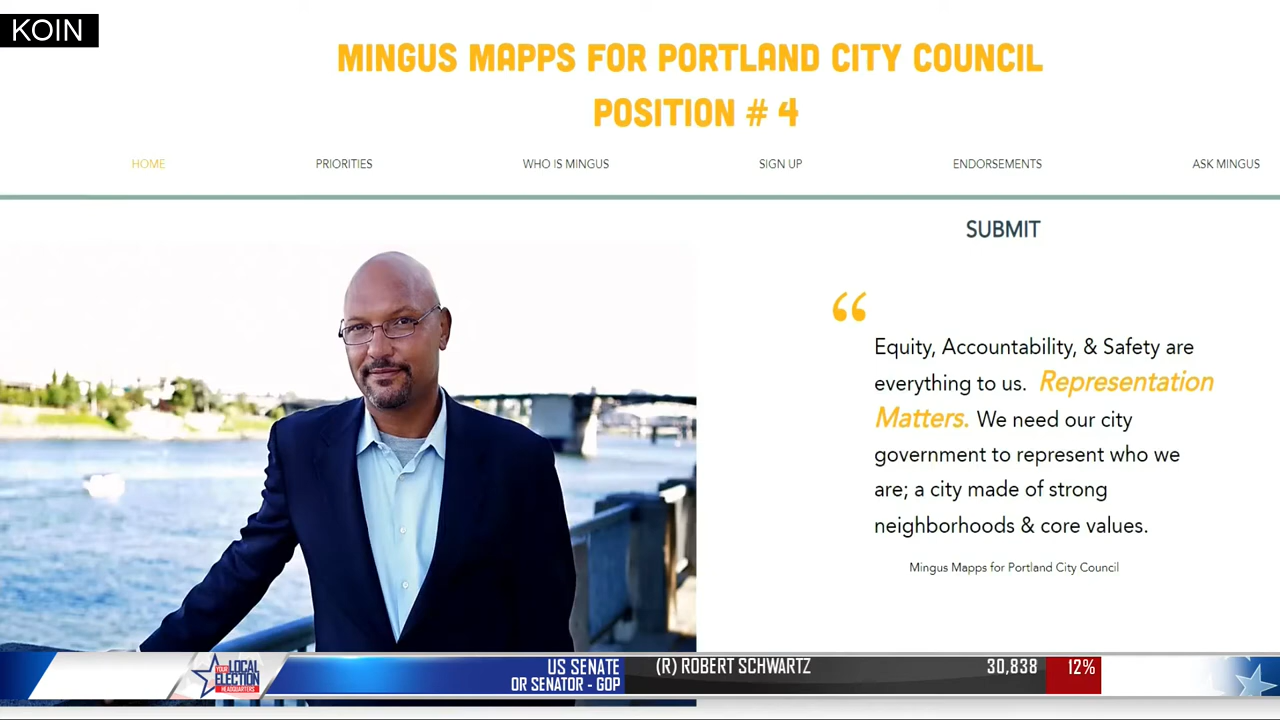 KOIN
MINGUS MAPPS FOR PORTLAND CITY COUNCIL
POSITION # 4
HOME PRIORITIES WHO IS MINGUS SIGN UP ENDORSEMENTS ASK MINGUS
SUBMIT
“
Equity, Accountability, & Safety are
everything to us. Representation
Matters. We need our city
government to represent who we
are; a city made of strong
neighborhoods & core values.
Mingus Mapps for Portland City Council
YOUR LOCAL
ELECTION
HEADQUARTERS
US SENATE
OR SENATOR - GOP
(R) ROBERT SCHWARTZ 30,838 12%